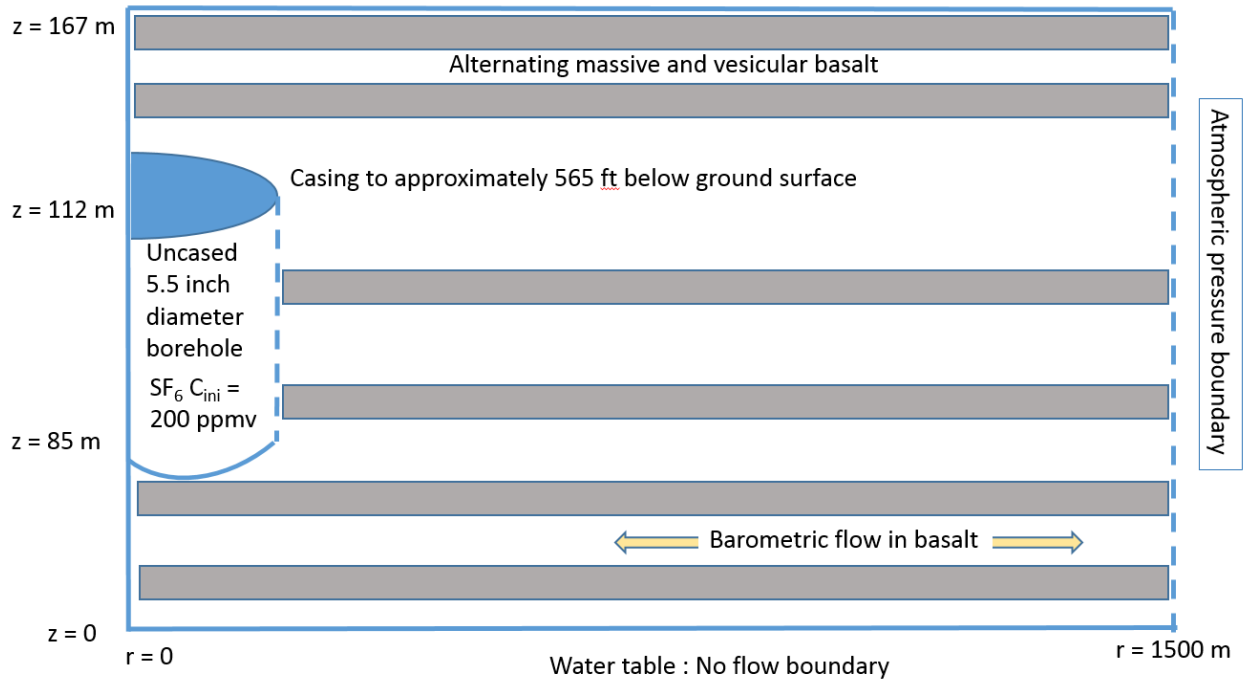 z = 167 m
Alternating massive and vesicular basalt
Casing to approximately 565 ft below ground surface
z = 112 m
Uncased
5.5 inch
diameter
borehole
SF₆ Cᵢₙᵢ =
200 ppmv
Atmospheric pressure boundary
z = 85 m
Barometric flow in basalt
z = 0
r = 0
Water table : No flow boundary
r = 1500 m